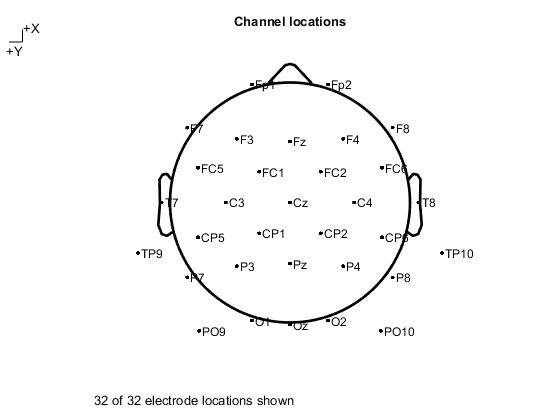 Channel locations
+X
+Y
Fp1 Fp2
F7 F8
F3 Fz F4
FC5 FC1 FC2 FC6
T7 C3 Cz C4 T8
CP5 CP1 CP2 CP6
TP9 TP10
P7 P3 Pz P4 P8
O1 Oz O2
PO9 PO10
32 of 32 electrode locations shown